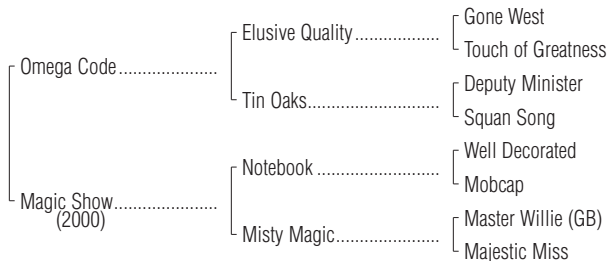 Gone West
Elusive Quality..................
Touch of Greatness
Omega Code.....................
Deputy Minister
Tin Oaks............................
Squan Song
Well Decorated
Notebook ..........................
Mobcap
Magic Show......................
(2000)
Master Willie (GB)
Misty Magic......................
Majestic Miss